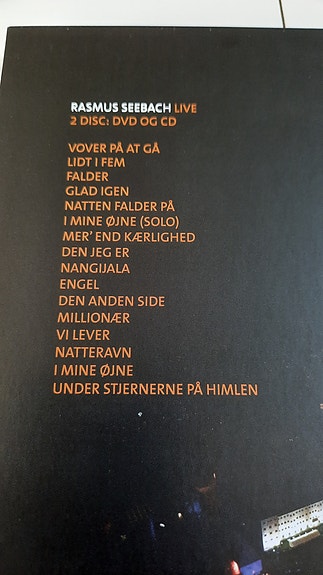 RASMUS SEEBACH LIVE
2 DISC: DVD OG CD
VOVER PÅ AT GÅ
LIDT I FEM
FALDER
GLAD IGEN
NATTEN FALDER PÅ
I MINE ØJNE (SOLO)
MER' END KÆRLIGHED
DEN JEG ER
NANGIJALA
ENGEL
DEN ANDEN SIDE
MILLIONÆR
VI LEVER
NATTERAVN
I MINE ØJNE
UNDER STJERNERNE PÅ HIMLEN